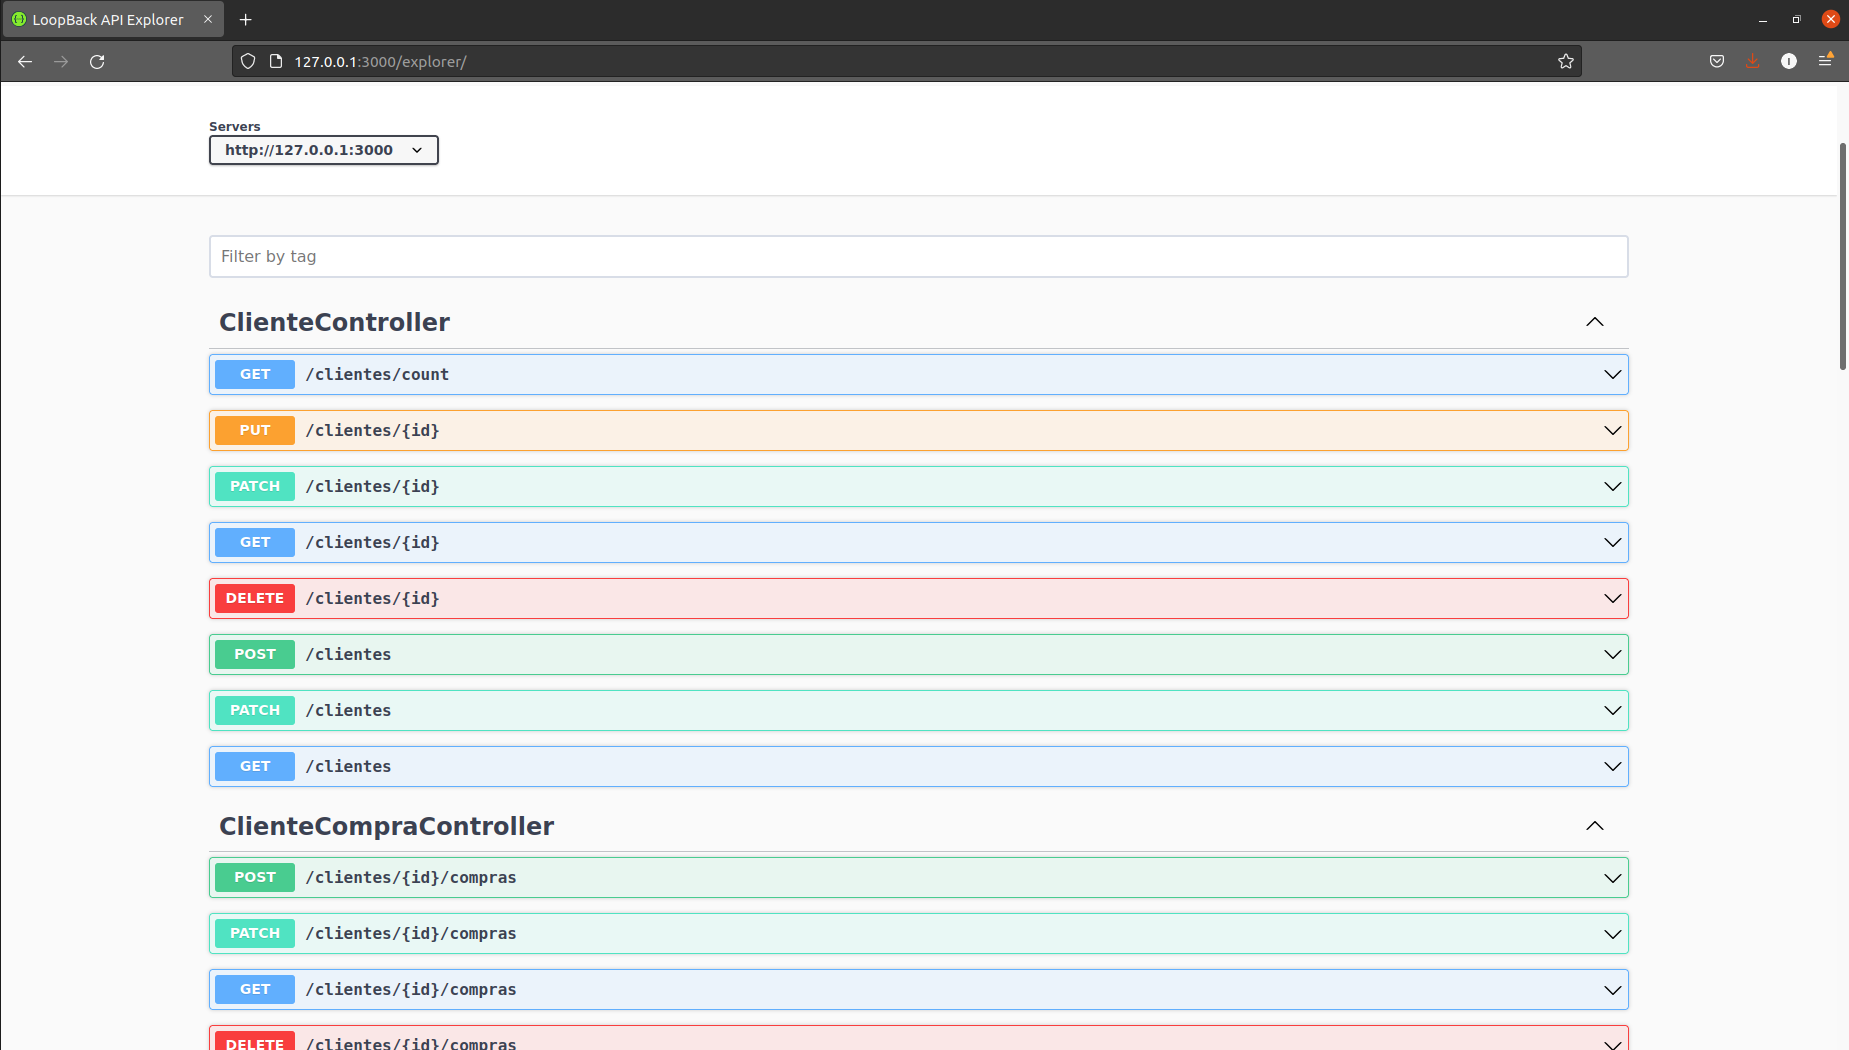 LoopBack API Explorer
127.0.0.1:3000/explorer/
Servers
http://127.0.0.1:3000
Filter by tag
ClienteController
GET /clientes/count
PUT /clientes/{id}
PATCH /clientes/{id}
GET /clientes/{id}
DELETE /clientes/{id}
POST /clientes
PATCH /clientes
GET /clientes
ClienteCompraController
POST /clientes/{id}/compras
PATCH /clientes/{id}/compras
GET /clientes/{id}/compras
DELETE /clientes/{id}/compras